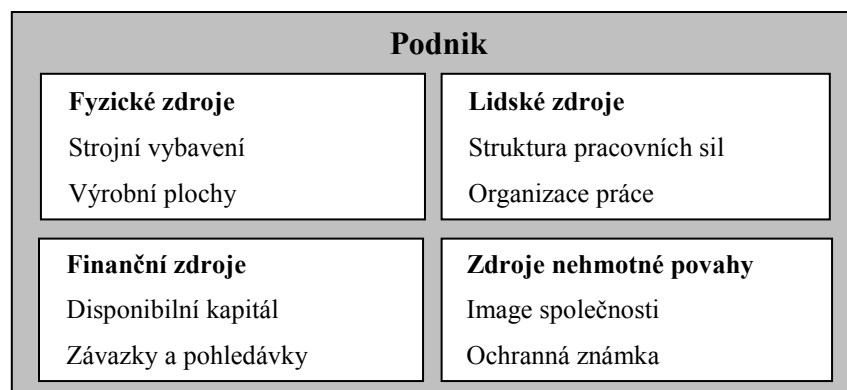 Podnik
Fyzické zdroje
Strojní vybavení
Výrobní plochy
Lidské zdroje
Struktura pracovních sil
Organizace práce
Finanční zdroje
Disponibilní kapitál
Závazky a pohledávky
Zdroje nehmotné povahy
Image společnosti
Ochranná známka